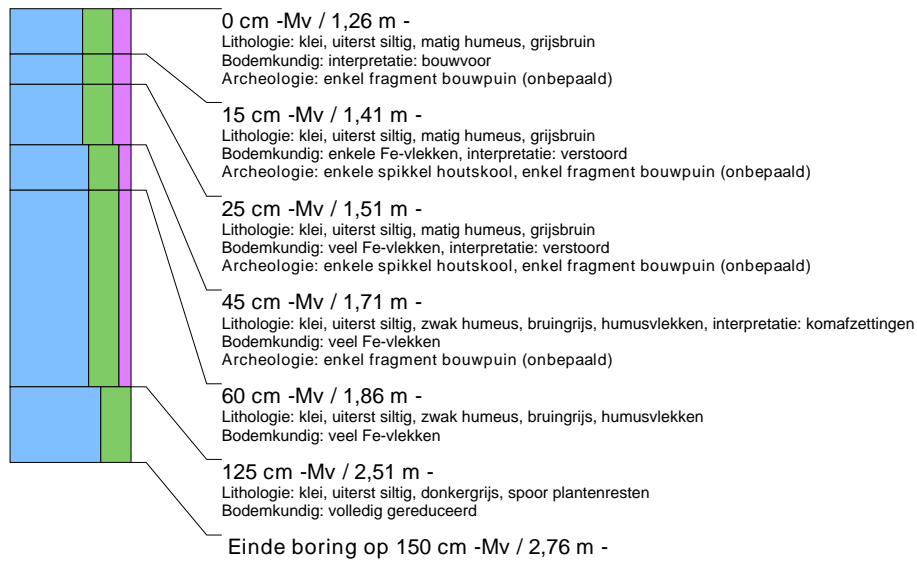 0 cm -Mv / 1,26 m -
Lithologie: klei, uiterst siltig, matig humeus, grijsbruin
Bodemkundig: interpretatie: bouwvoor
Archeologie: enkel fragment bouwpuin (onbepaald)
15 cm -Mv / 1,41 m -
Lithologie: klei, uiterst siltig, matig humeus, grijsbruin
Bodemkundig: enkele Fe-vlekken, interpretatie: verstoord
Archeologie: enkele spikkel houtskool, enkel fragment bouwpuin (onbepaald)
25 cm -Mv / 1,51 m -
Lithologie: klei, uiterst siltig, matig humeus, grijsbruin
Bodemkundig: veel Fe-vlekken, interpretatie: verstoord
Archeologie: enkele spikkel houtskool, enkel fragment bouwpuin (onbepaald)
45 cm -Mv / 1,71 m -
Lithologie: klei, uiterst siltig, zwak humeus, bruingrijs, humusvlekken, interpretatie: komafzettingen
Bodemkundig: veel Fe-vlekken
Archeologie: enkel fragment bouwpuin (onbepaald)
60 cm -Mv / 1,86 m -
Lithologie: klei, uiterst siltig, zwak humeus, bruingrijs, humusvlekken
Bodemkundig: veel Fe-vlekken
125 cm -Mv / 2,51 m -
Lithologie: klei, uiterst siltig, donkergrijs, spoor plantenresten
Bodemkundig: volledig gereduceerd
Einde boring op 150 cm -Mv / 2,76 m -